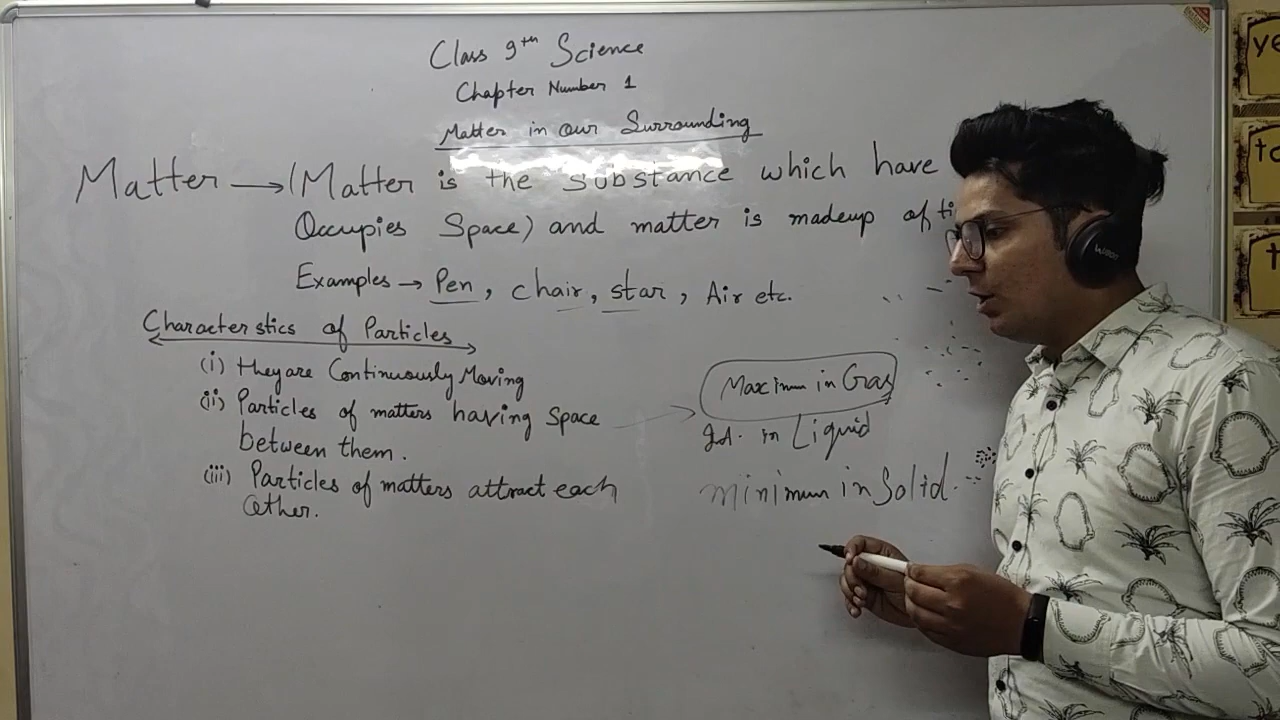 Class 9th Science
Chapter Number 1
Matter in our Surrounding
Matter → (Matter is the substance which have
Occupies Space) and matter is madeup of
Examples → Pen, chair, star, Air etc.
Characterstics of Particles
(i) they are Continuously Moving
(ii) Particles of matters having space
between them.
(iii) Particles of matters attract each
Other.
Maximum in Gas
in Liquid
minimum in Solid.